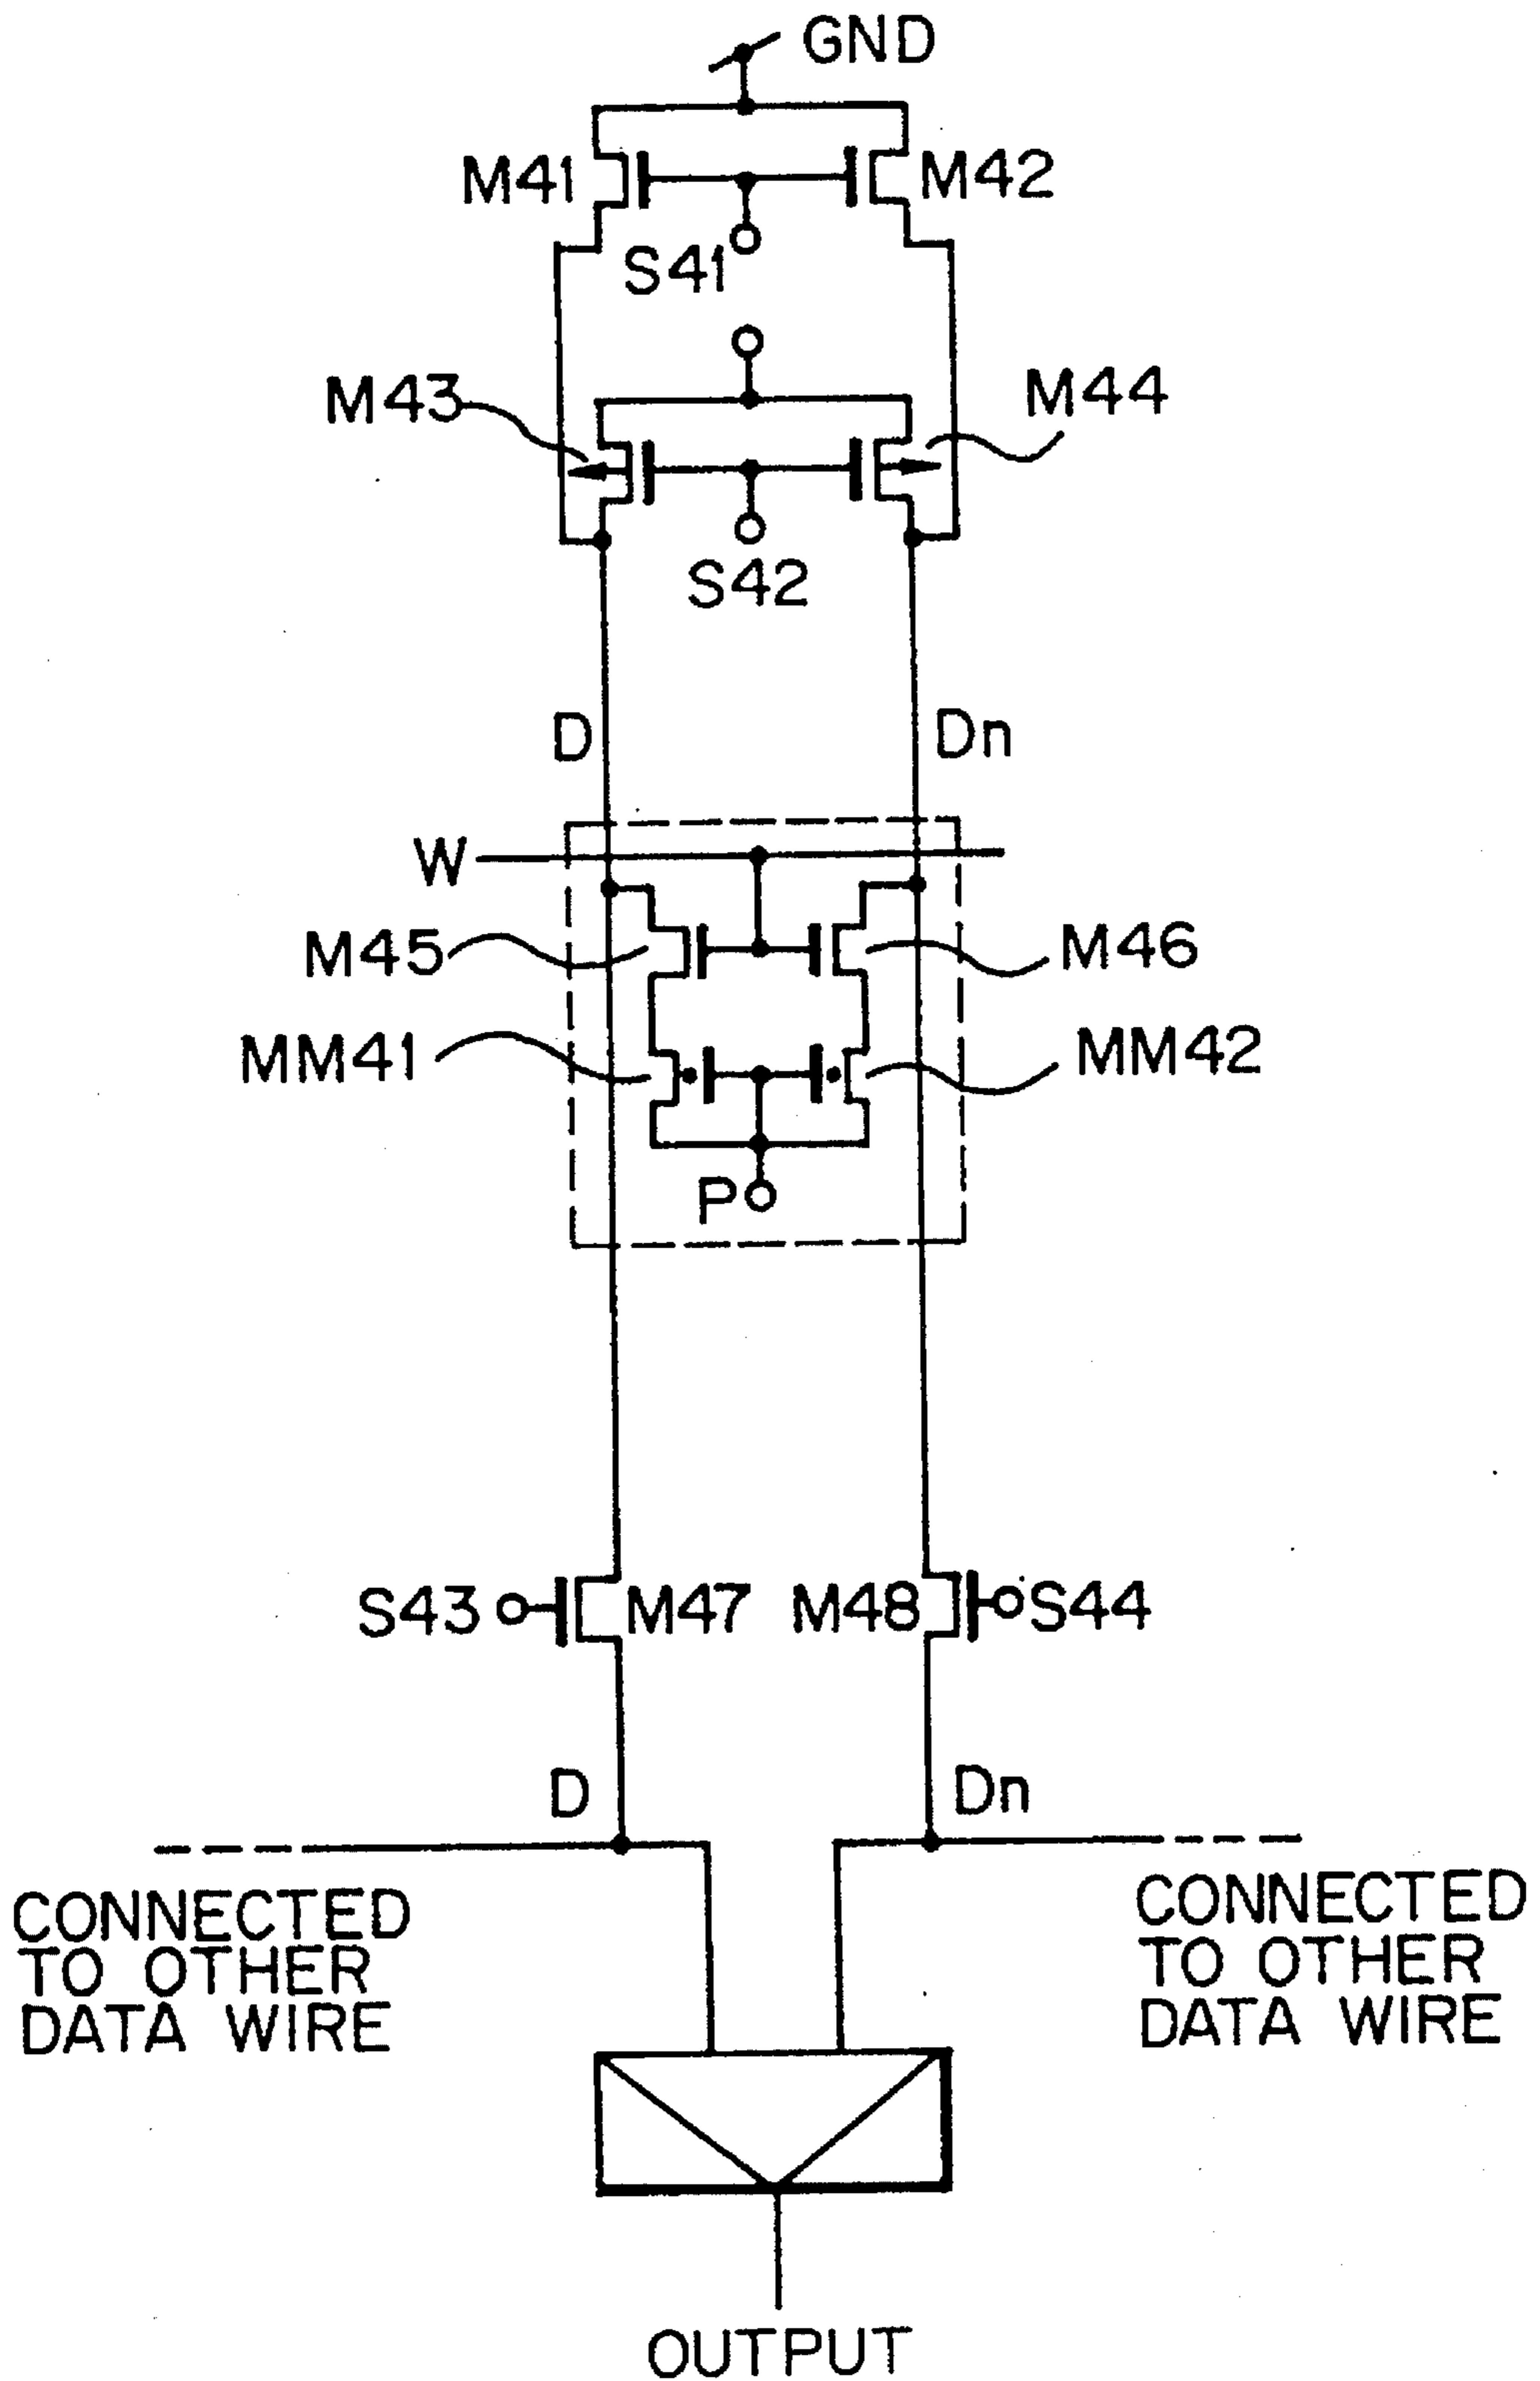 GND
M41
M42
S41
M43
M44
S42
D
Dn
W
M45
M46
MM41
MM42
P
S43
M47
M48
S44
D
Dn
CONNECTED
TO OTHER
DATA WIRE
CONNECTED
TO OTHER
DATA WIRE
OUTPUT